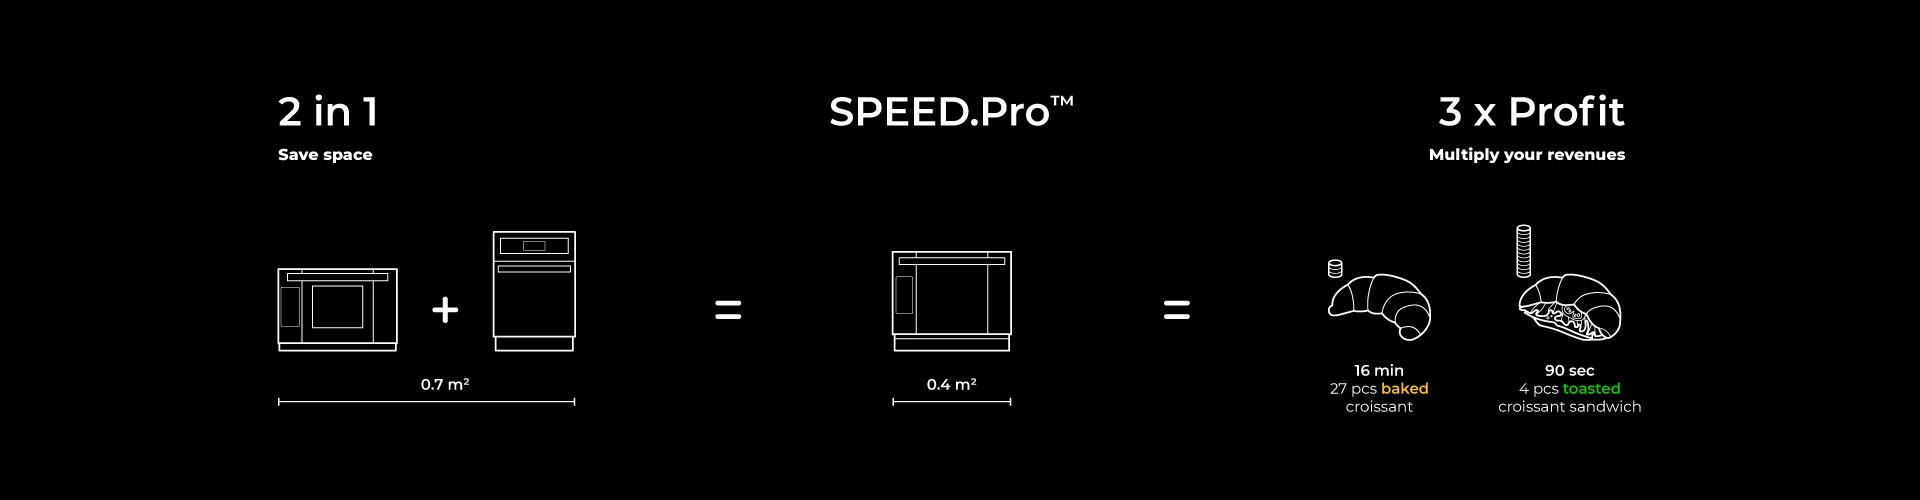 2 in 1
Save space
0.7 m²
SPEED.Pro™
0.4 m²
3 x Profit
Multiply your revenues
16 min
27 pcs baked
croissant
90 sec
4 pcs toasted
croissant sandwich